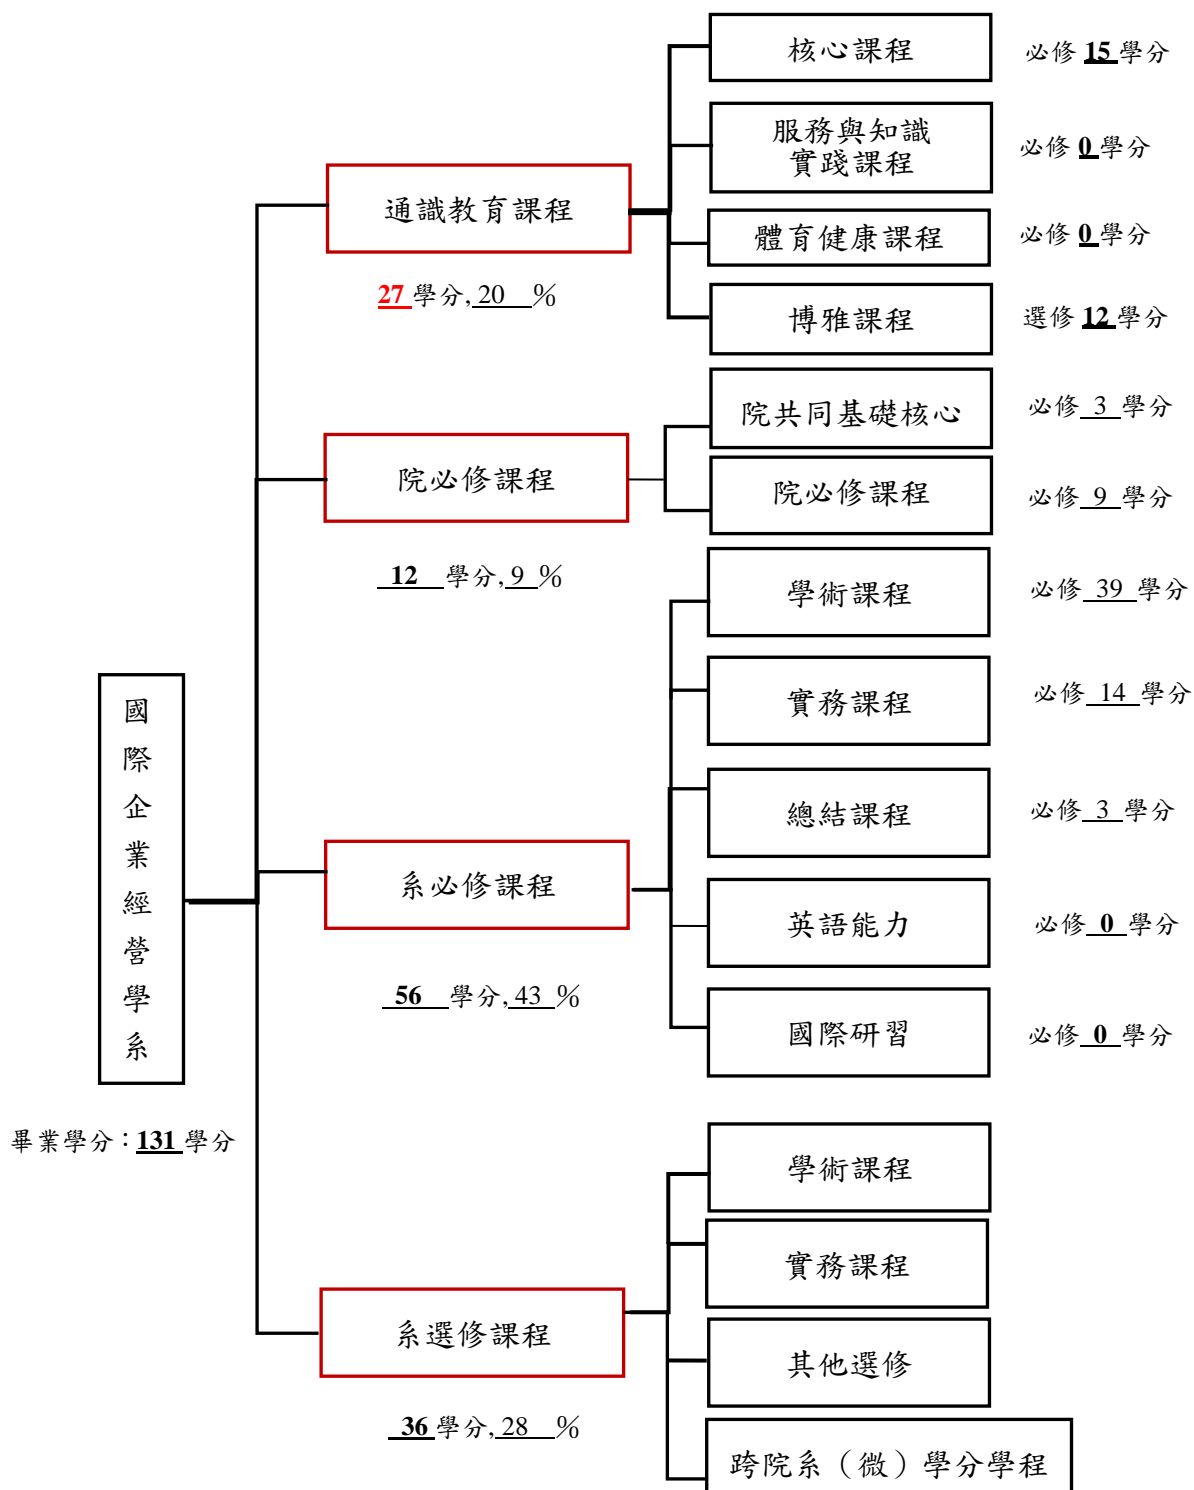 核心課程
必修 15 學分
服務與知識
實踐課程
必修 0 學分
通識教育課程
27 學分, 20 %
體育健康課程
必修 0 學分
博雅課程
選修 12 學分
院共同基礎核心
必修 3 學分
院必修課程
12 學分, 9 %
院必修課程
必修 9 學分
學術課程
必修 39 學分
實務課程
必修 14 學分
國際企業經營學系
畢業學分：131 學分
總結課程
必修 3 學分
系必修課程
56 學分, 43 %
英語能力
必修 0 學分
國際研習
必修 0 學分
學術課程
實務課程
系選修課程
36 學分, 28 %
其他選修
跨院系（微）學分學程